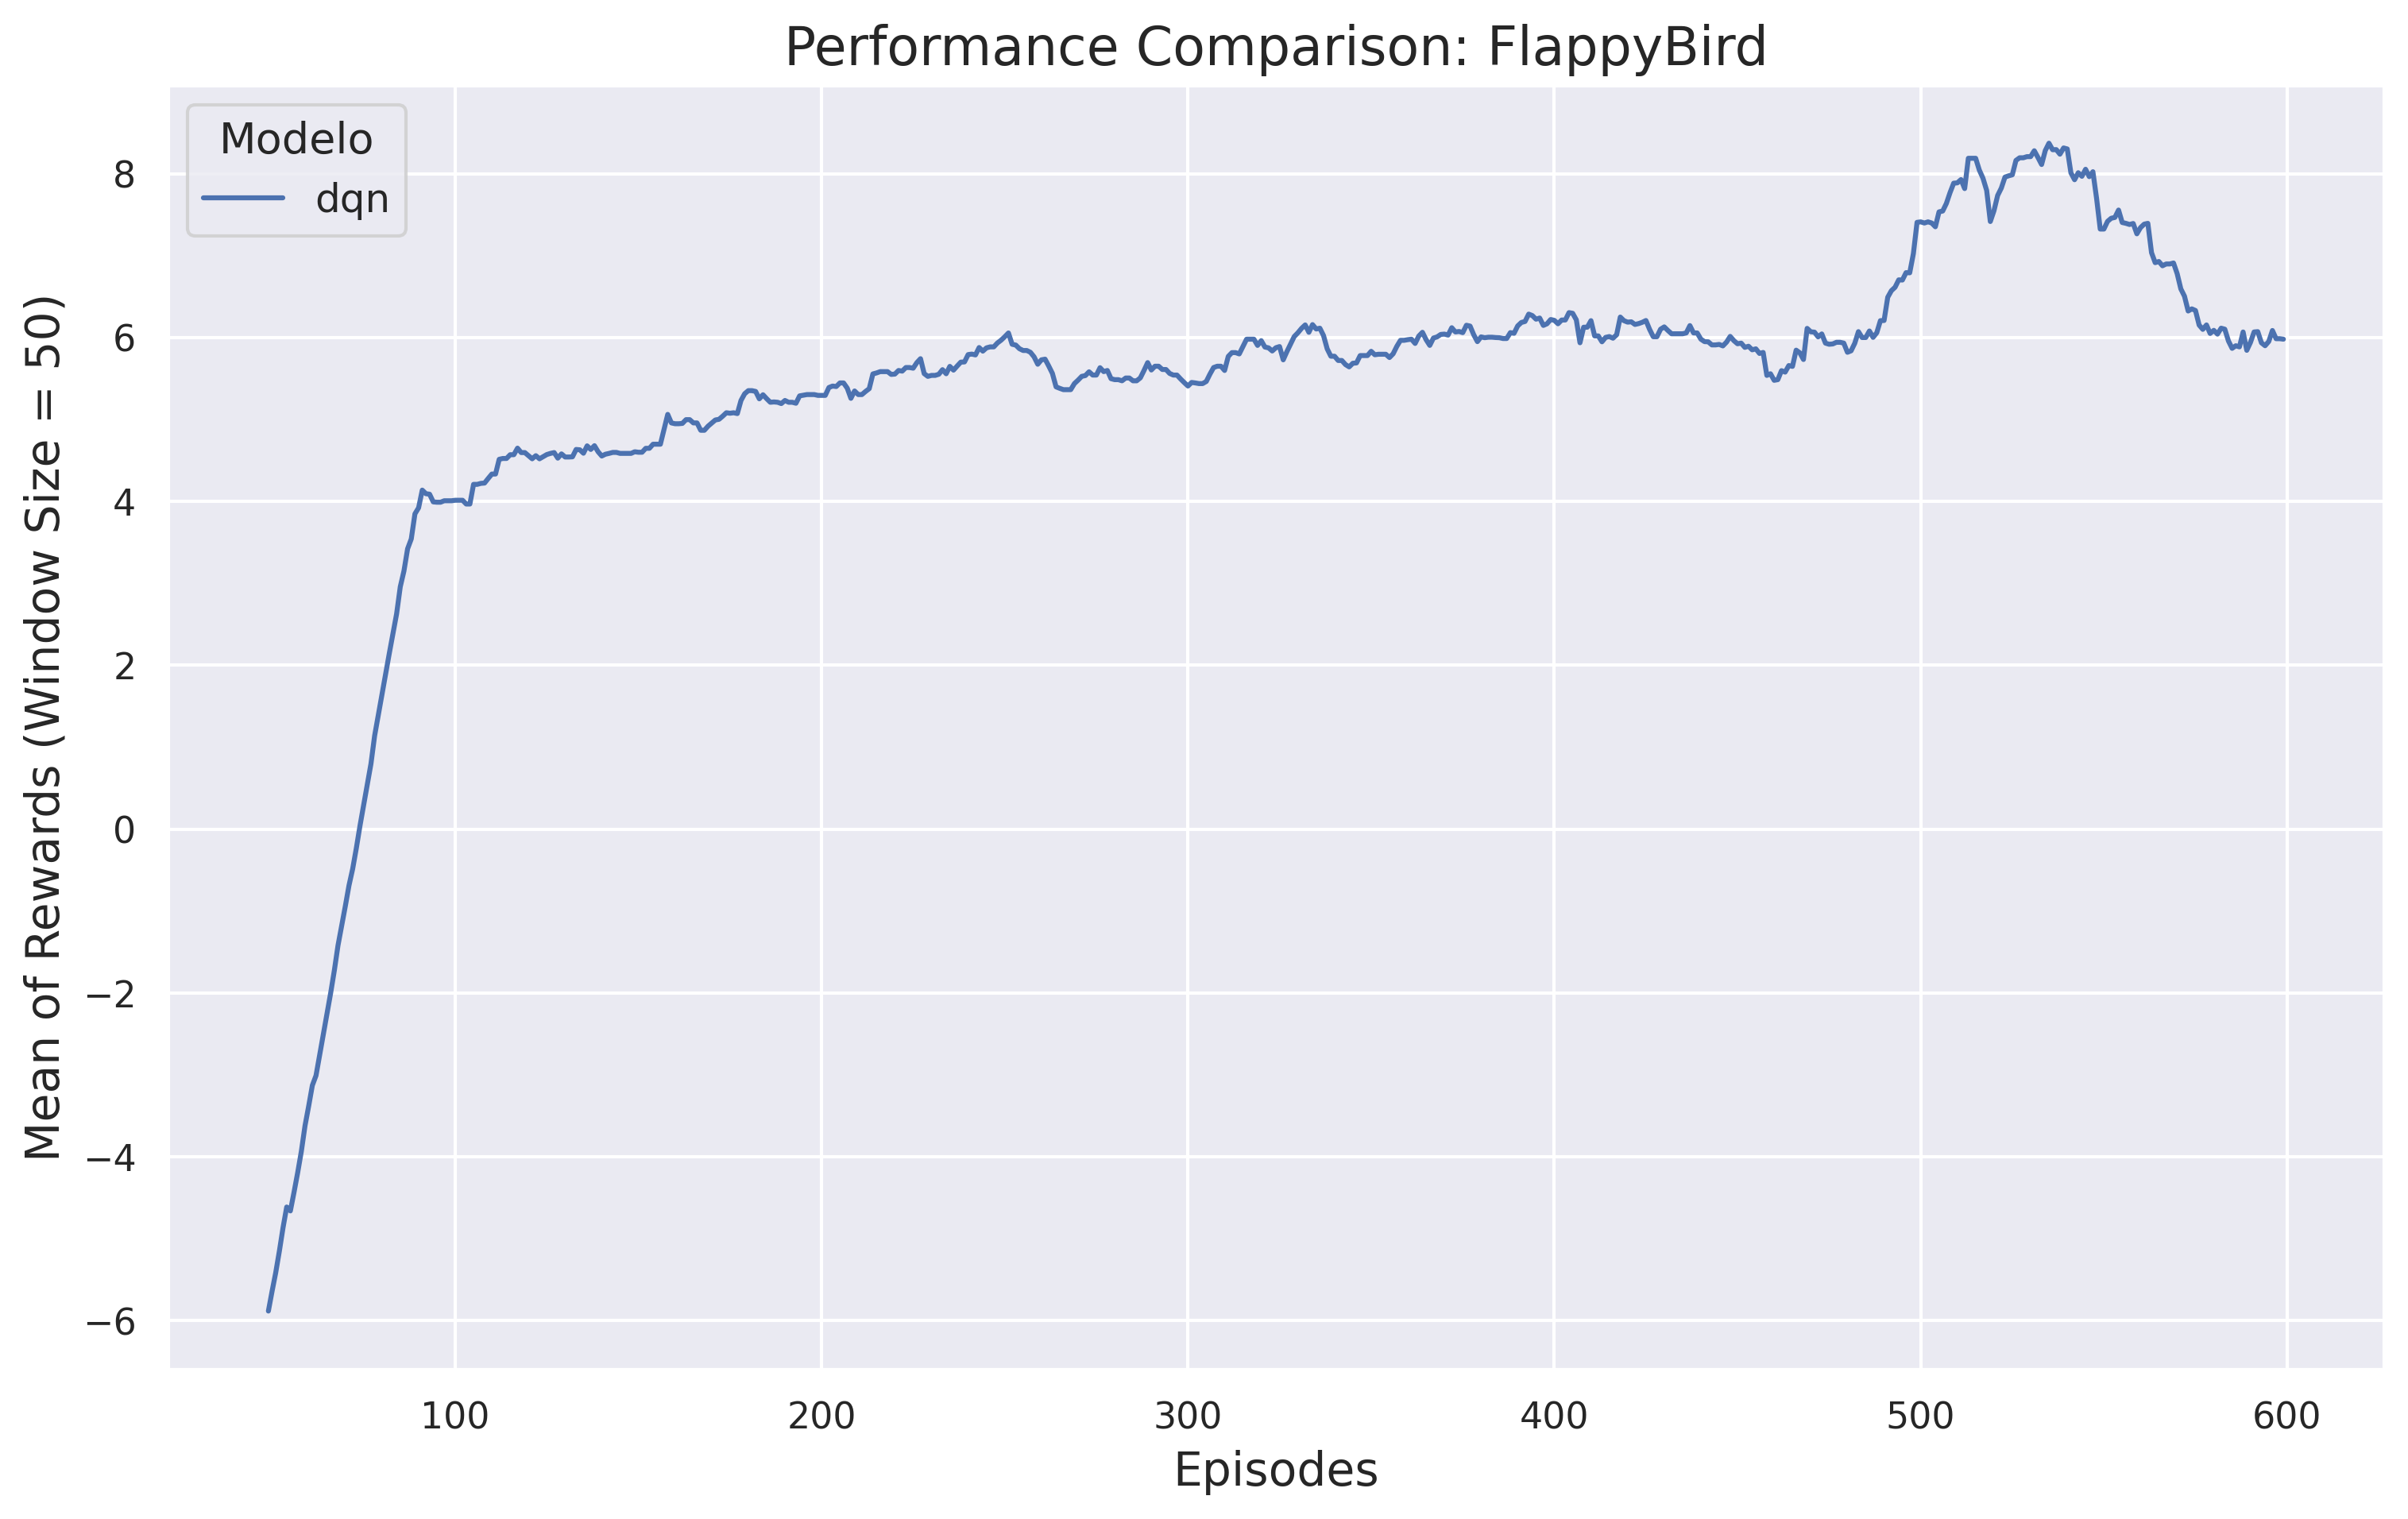 Performance Comparison: FlappyBird
Modelo
dqn
Mean of Rewards (Window Size = 50)
8
6
4
2
0
−2
−4
−6
100 200 300 400 500 600
Episodes